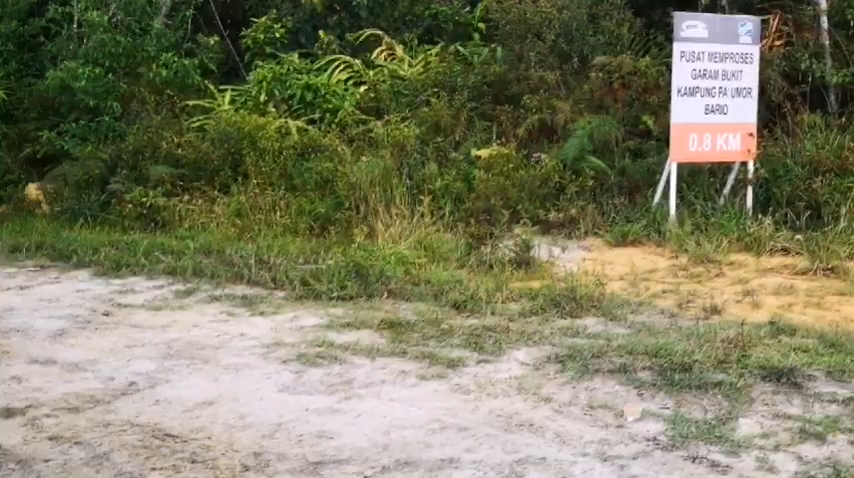 PUSAT MEMPROSES
GARAM BUKIT
KAMPUNG PA' UMOR,
BARIO
0.8 KM